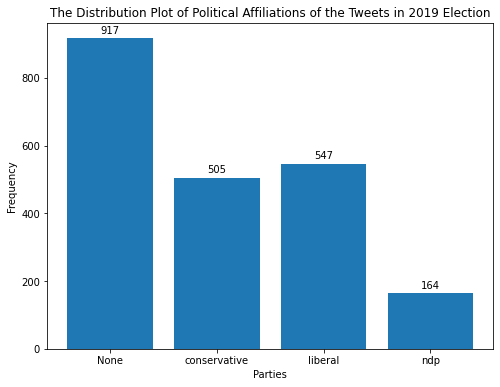 The Distribution Plot of Political Affiliations of the Tweets in 2019 Election
917
800
600
547
505
400
200
164
0
Frequency
None
conservative
liberal
ndp
Parties